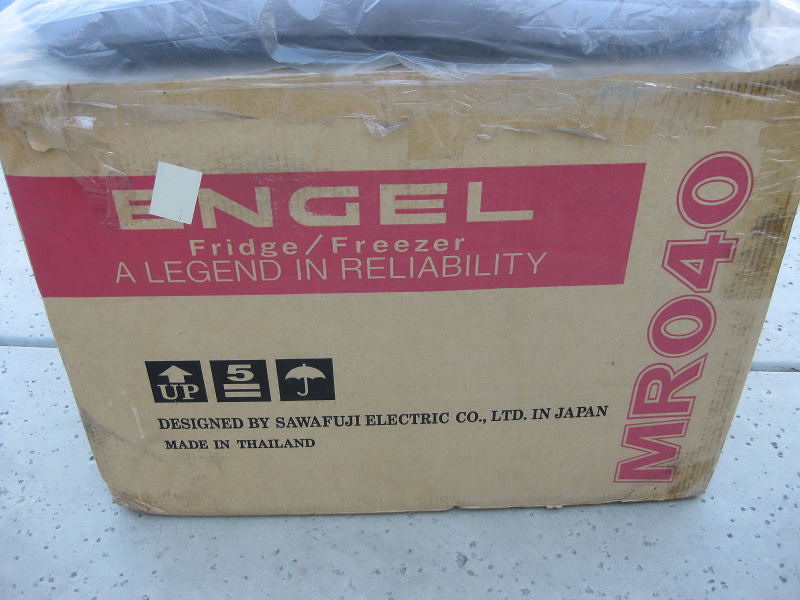 ENGEL
Fridge/Freezer
A LEGEND IN RELIABILITY
MR040
UP
5
DESIGNED BY SAWAFUJI ELECTRIC CO., LTD. IN JAPAN
MADE IN THAILAND